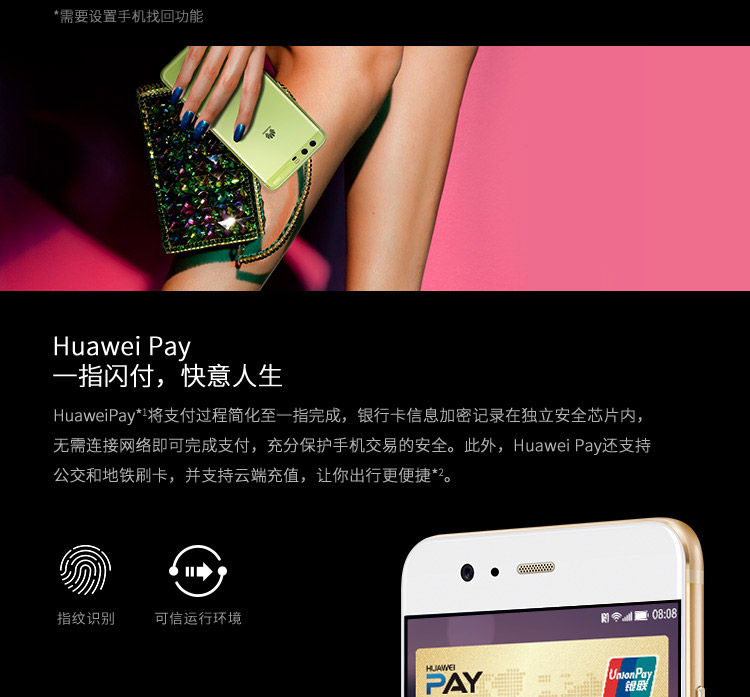 *需要设置手机找回功能
Huawei Pay
一指闪付，快意人生
HuaweiPay*1将支付过程简化至一指完成，银行卡信息加密记录在独立安全芯片内，
无需连接网络即可完成支付，充分保护手机交易的安全。此外，Huawei Pay还支持
公交和地铁刷卡，并支持云端充值，让你出行更便捷*2。
指纹识别 可信运行环境
08:08
HUAWEI
PAY
UnionPay
银联